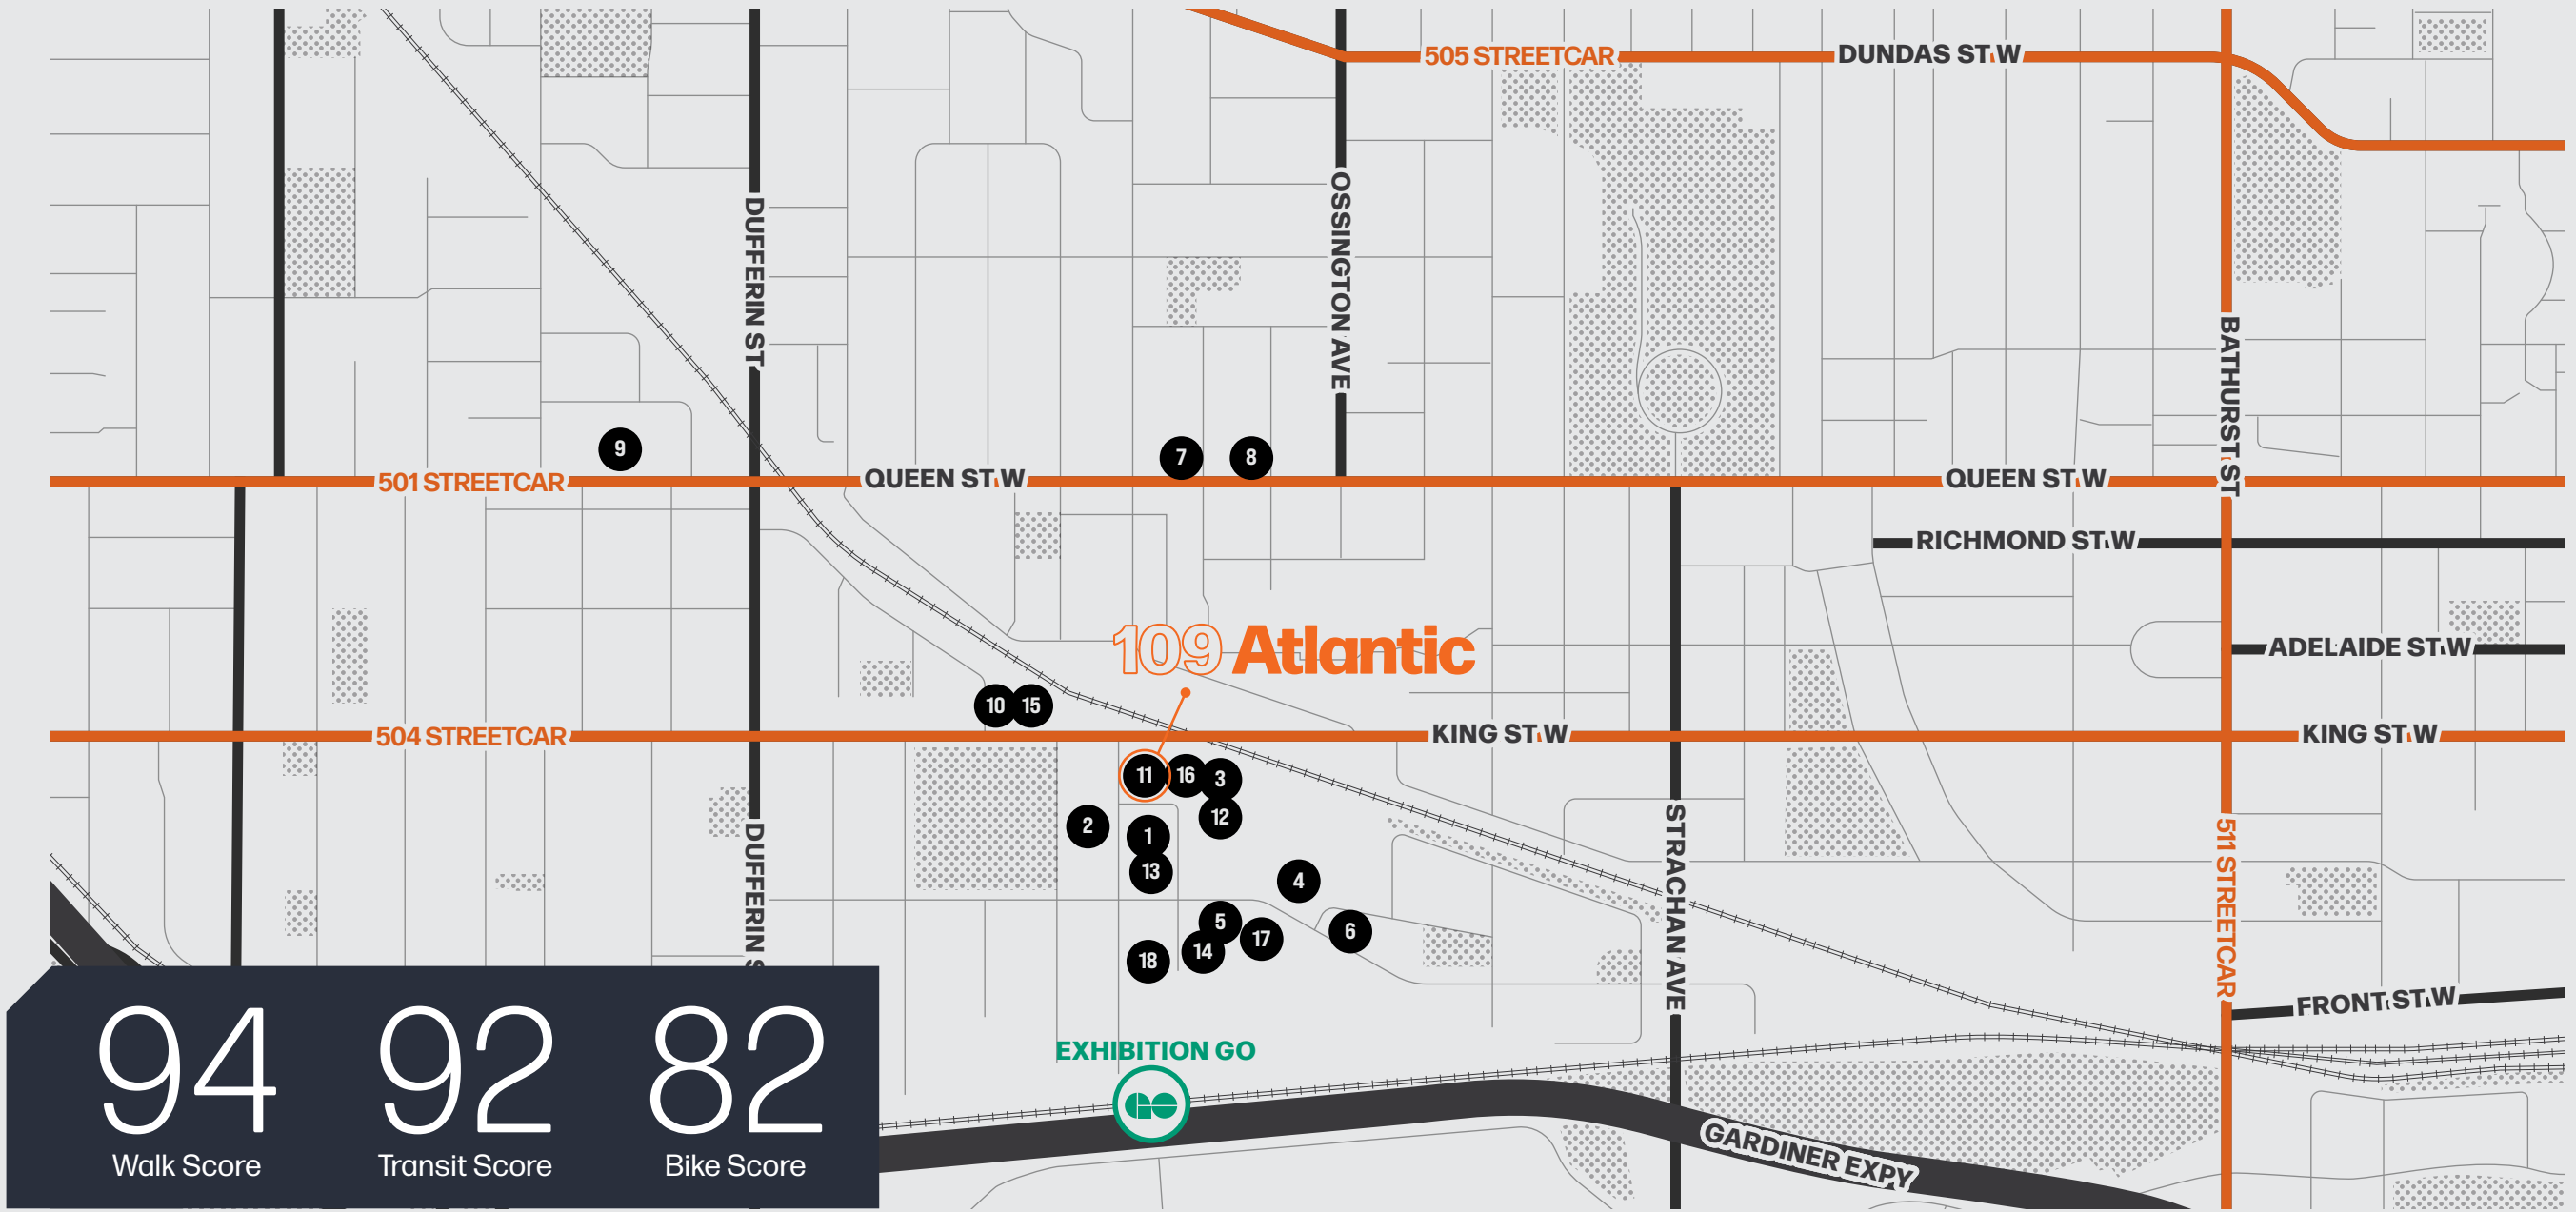 505 STREETCAR
DUNDAS ST.W
DUFFERIN ST
OSSINGTON AVE
BATHURST ST
9
7
8
501 STREETCAR
QUEEN ST.W
QUEEN ST.W
RICHMOND ST.W
109 Atlantic
ADELAIDE ST.W
10
15
504 STREETCAR
KING ST.W
KING ST.W
11
16
3
12
2
1
13
4
5
6
17
14
18
DUFFERIN S
STRACHAN AVE
511 STREETCAR
FRONT ST.W
EXHIBITION GO
GO
GARDINER EXPY
94
Walk Score
92
Transit Score
82
Bike Score